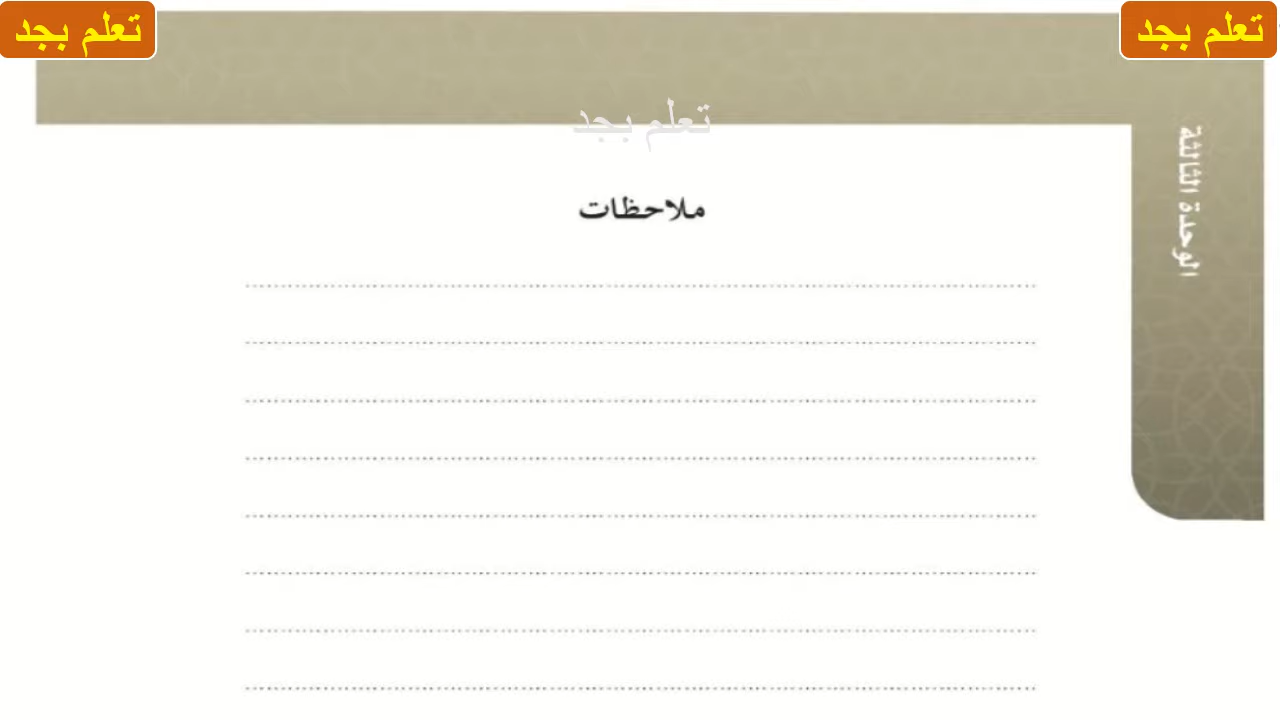 تعلم بجد
تعلم بجد
تعلم بجد
الوحدة الثالثة
ملاحظات